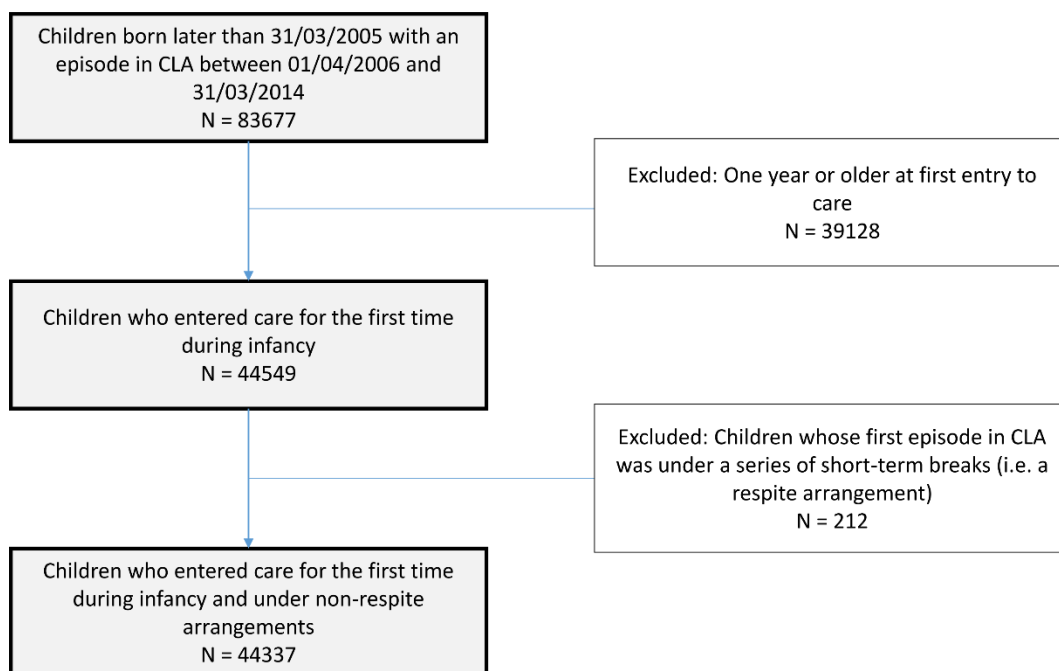 Children born later than 31/03/2005 with an
episode in CLA between 01/04/2006 and
31/03/2014
N = 83677
Excluded: One year or older at first entry to
care
N = 39128
Children who entered care for the first time
during infancy
N = 44549
Excluded: Children whose first episode in CLA
was under a series of short-term breaks (i.e. a
respite arrangement)
N = 212
Children who entered care for the first time
during infancy and under non-respite
arrangements
N = 44337